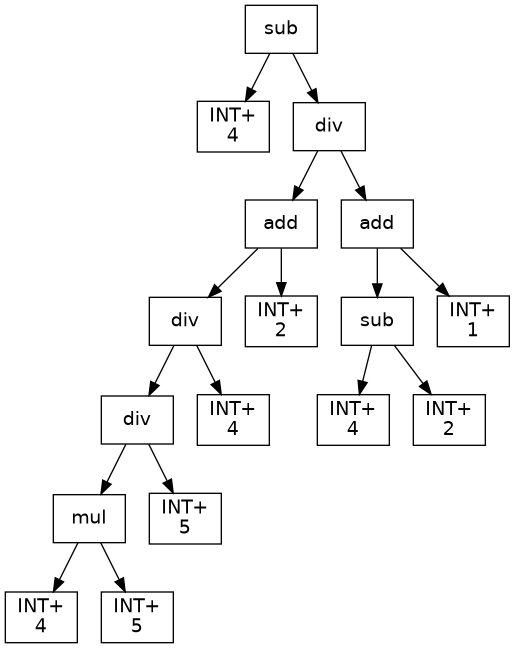 sub
INT+
4
div
add
add
div
INT+
2
sub
INT+
1
div
INT+
4
INT+
4
INT+
2
mul
INT+
5
INT+
4
INT+
5